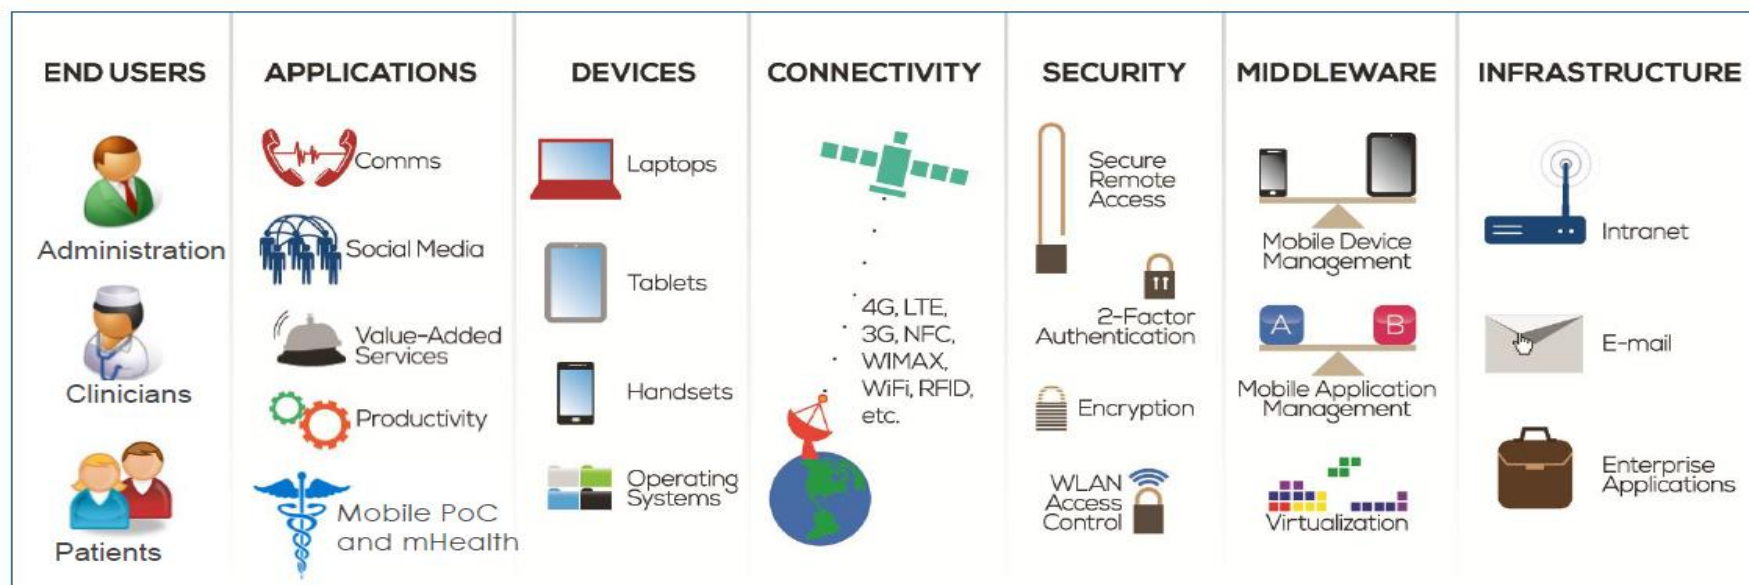 END USERS
Administration
Clinicians
Patients
APPLICATIONS
Comms
Social Media
Value-Added
Services
Productivity
Mobile PoC
and mHealth
DEVICES
Laptops
Tablets
Handsets
Operating
Systems
CONNECTIVITY
4G, LTE,
3G, NFC,
WIMAX,
WiFi, RFID,
etc.
SECURITY
Secure
Remote
Access
2-Factor
Authentication
Encryption
WLAN
Access
Control
MIDDLEWARE
Mobile Device
Management
A
B
Mobile Application
Management
Virtualization
INFRASTRUCTURE
Intranet
E-mail
Enterprise
Applications